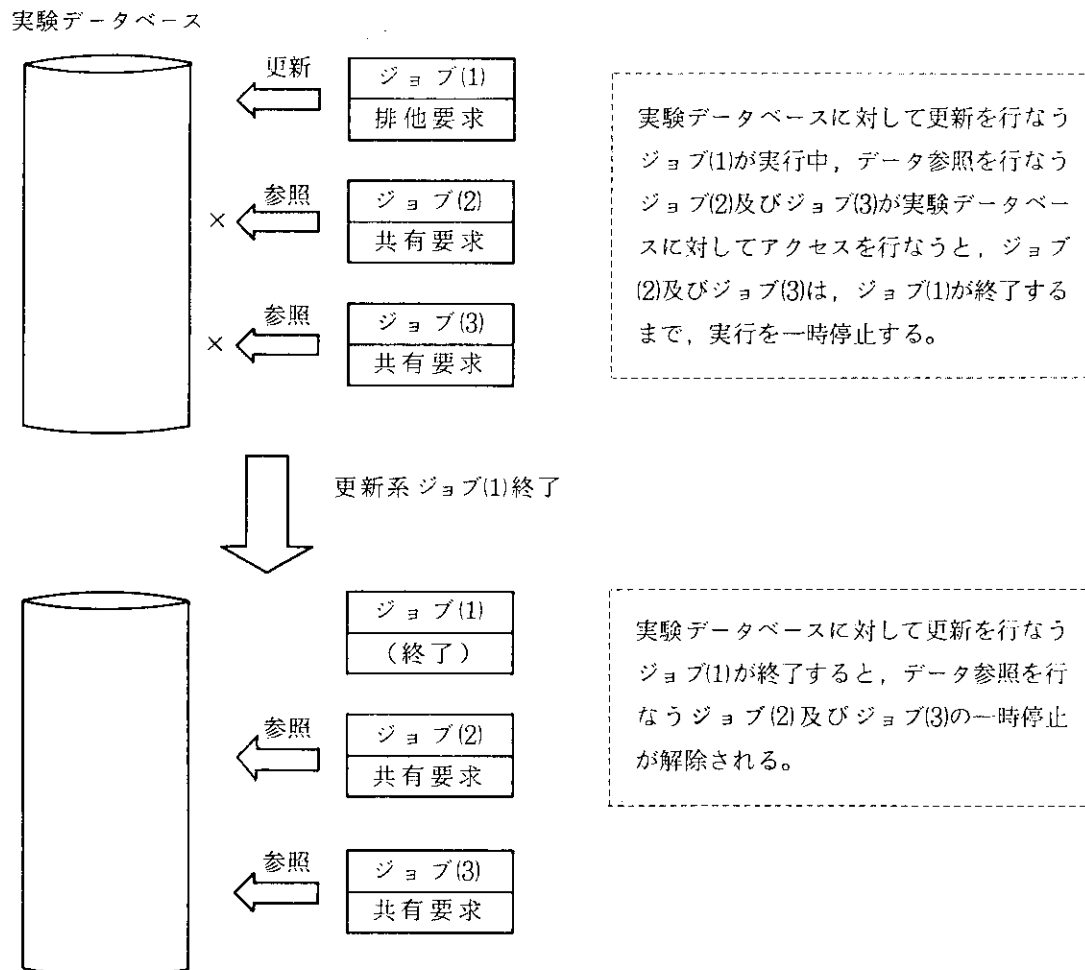 実験データベース
更新
ジョブ(1)
排他要求
参照
×
ジョブ(2)
共有要求
参照
×
ジョブ(3)
共有要求
実験データベースに対して更新を行なう
ジョブ(1)が実行中，データ参照を行なう
ジョブ(2)及びジョブ(3)が実験データベー
スに対してアクセスを行なうと，ジョブ
(2)及びジョブ(3)は，ジョブ(1)が終了する
まで，実行を一時停止する。
更新系ジョブ(1)終了
ジョブ(1)
（終了）
参照
ジョブ(2)
共有要求
参照
ジョブ(3)
共有要求
実験データベースに対して更新を行なう
ジョブ(1)が終了すると，データ参照を行
なうジョブ(2)及びジョブ(3)の一時停止
が解除される。